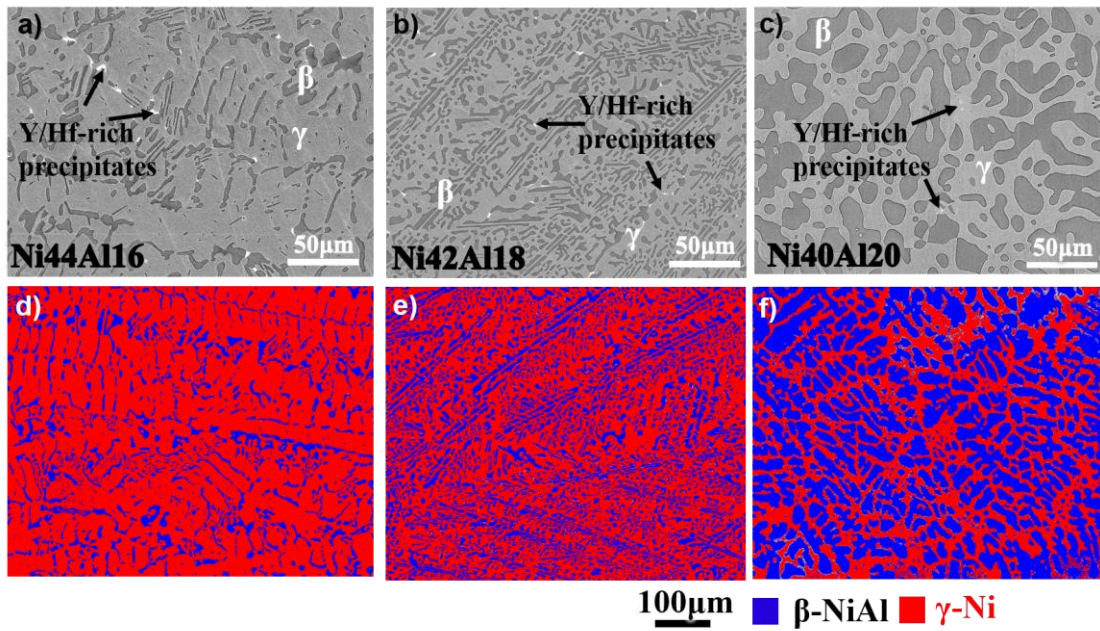 a)
β
Y/Hf-rich
precipitates
γ
50μm
Ni44Al16
b)
Y/Hf-rich
precipitates
β
γ
50μm
Ni42Al18
c)
β
Y/Hf-rich
precipitates
γ
50μm
Ni40Al20
d)
e)
f)
100μm
β-NiAl
γ-Ni